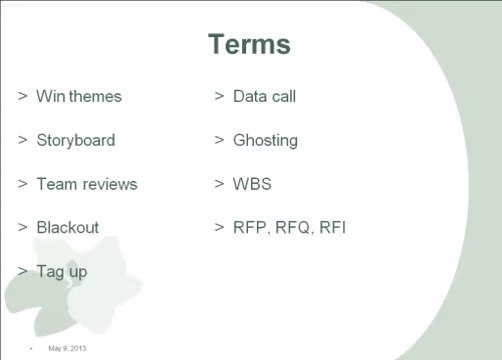 Terms
> Win themes
> Storyboard
> Team reviews
> Blackout
> Tag up
> Data call
> Ghosting
> WBS
> RFP, RFQ, RFI
• May 9, 2013